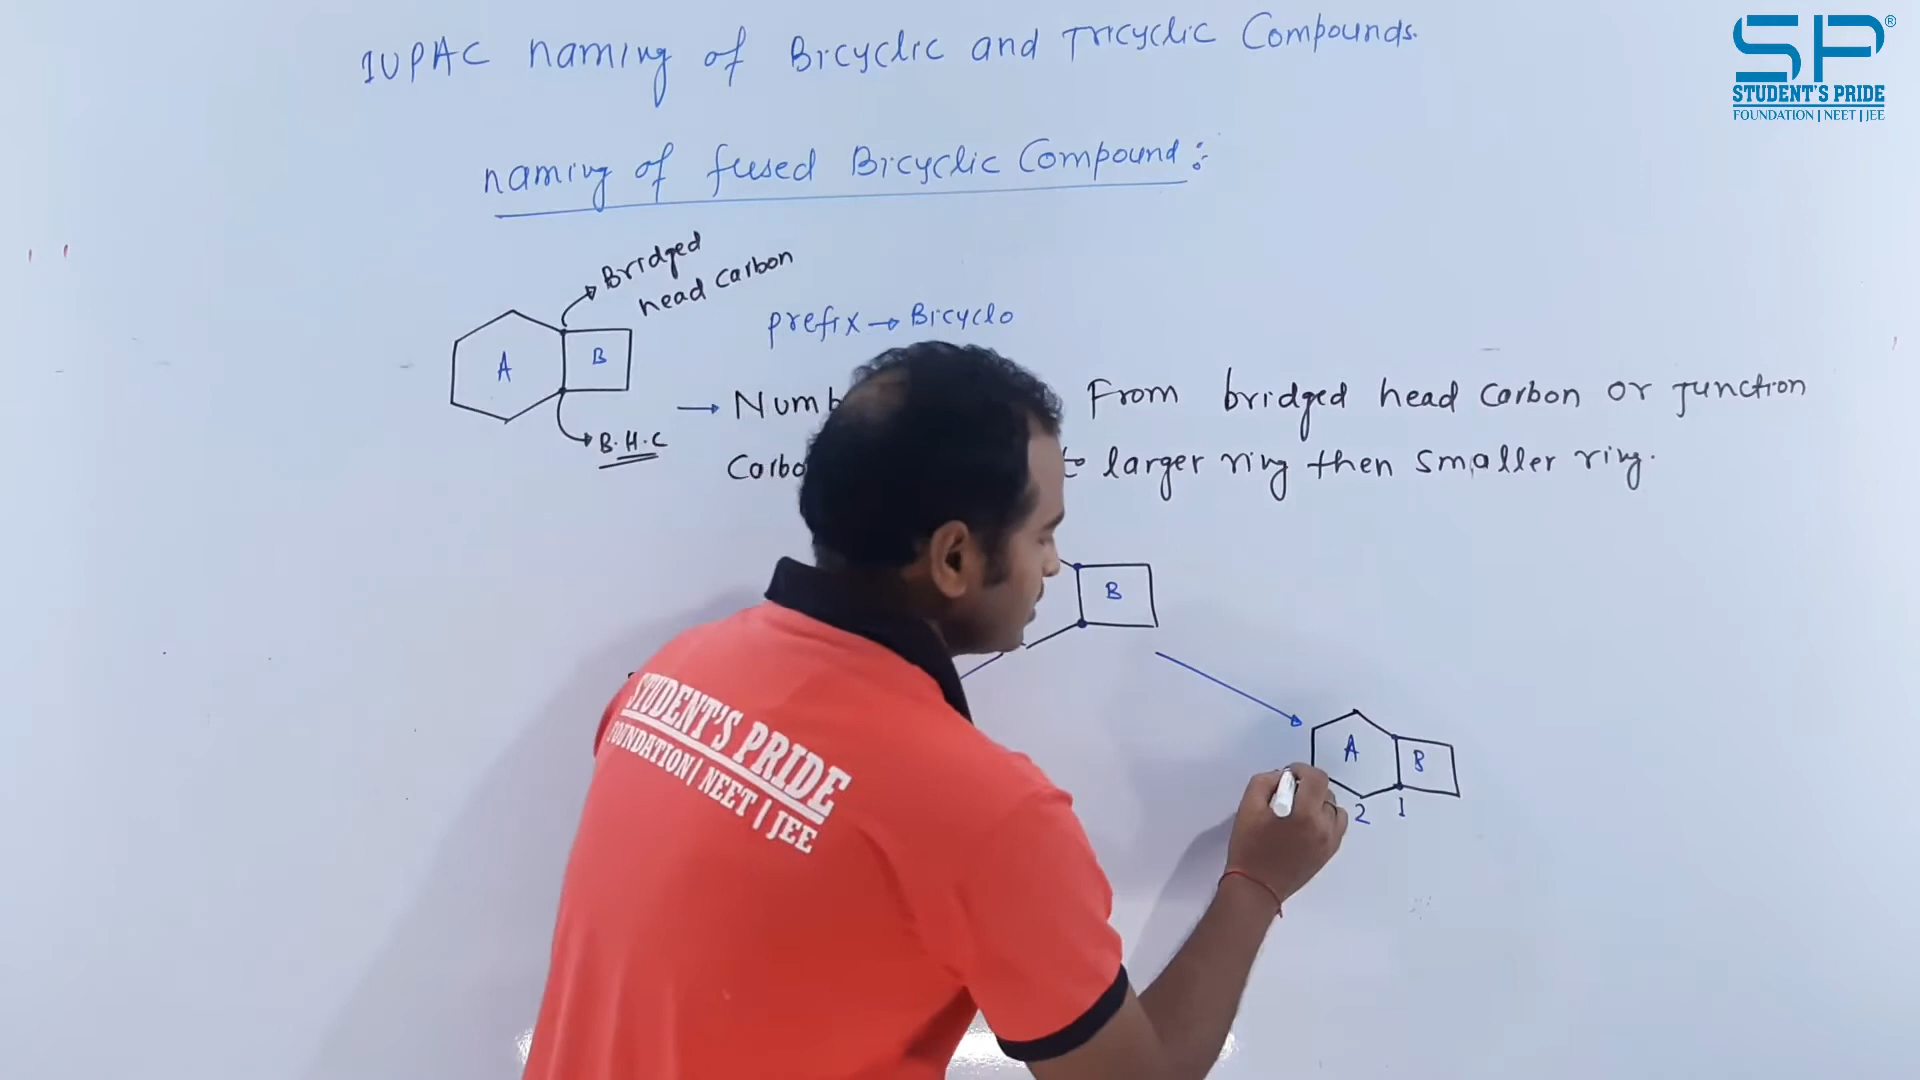 IUPAC naming of Bicyclic and Tricyclic Compounds.
SP®
STUDENT'S PRIDE
FOUNDATION | NEET | JEE
naming of fused Bicyclic Compound:
Bridged
head carbon
prefix → Bicyclo
A
B
→ Numb From bridged head carbon or junction
B.H.C
Carbo to larger ring then smaller ring.
B
STUDENT'S PRIDE
FOUNDATION | NEET | JEE
A
B
2 1